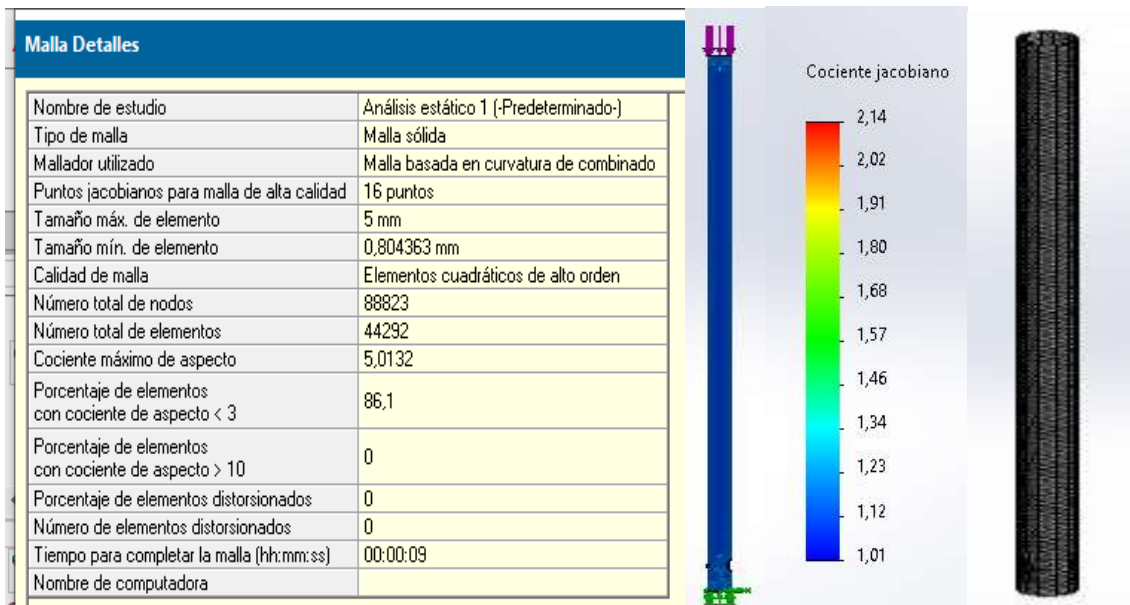 Malla Detalles
Nombre de estudio Análisis estático 1 (-Predeterminado-)
Tipo de malla Malla sólida
Mallador utilizado Malla basada en curvatura de combinado
Puntos jacobianos para malla de alta calidad 16 puntos
Tamaño máx. de elemento 5 mm
Tamaño mín. de elemento 0,804363 mm
Calidad de malla Elementos cuadráticos de alto orden
Número total de nodos 88823
Número total de elementos 44292
Cociente máximo de aspecto 5,0132
Porcentaje de elementos
con cociente de aspecto < 3 86,1
Porcentaje de elementos
con cociente de aspecto > 10 0
Porcentaje de elementos distorsionados 0
Número de elementos distorsionados 0
Tiempo para completar la malla (hh:mm:ss) 00:00:09
Nombre de computadora
Cociente jacobiano
2,14
2,02
1,91
1,80
1,68
1,57
1,46
1,34
1,23
1,12
1,01